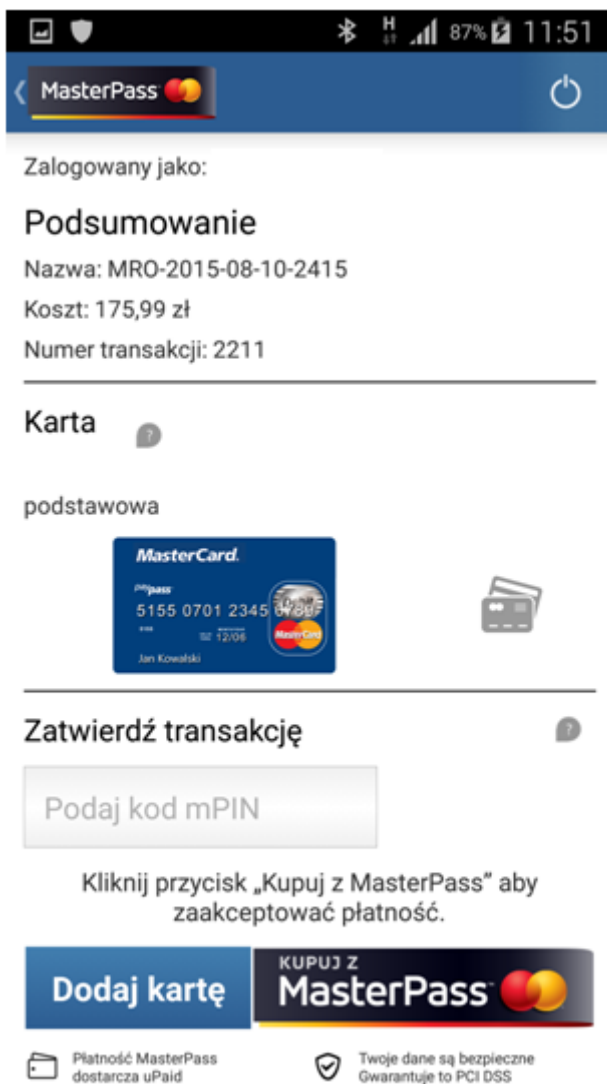 87% 11:51
MasterPass
Zalogowany jako:
Podsumowanie
Nazwa: MRO-2015-08-10-2415
Koszt: 175,99 zł
Numer transakcji: 2211
Karta ?
podstawowa
MasterCard.
paypass
5155 0701 2345 6789
12/06
MasterCard
Jan Kowalski
Zatwierdź transakcję ?
Podaj kod mPIN
Kliknij przycisk „Kupuj z MasterPass” aby
zaakceptować płatność.
Dodaj kartę
KUPUJ Z
MasterPass
Płatność MasterPass
dostarcza uPaid
Twoje dane są bezpieczne
Gwarantuje to PCI DSS